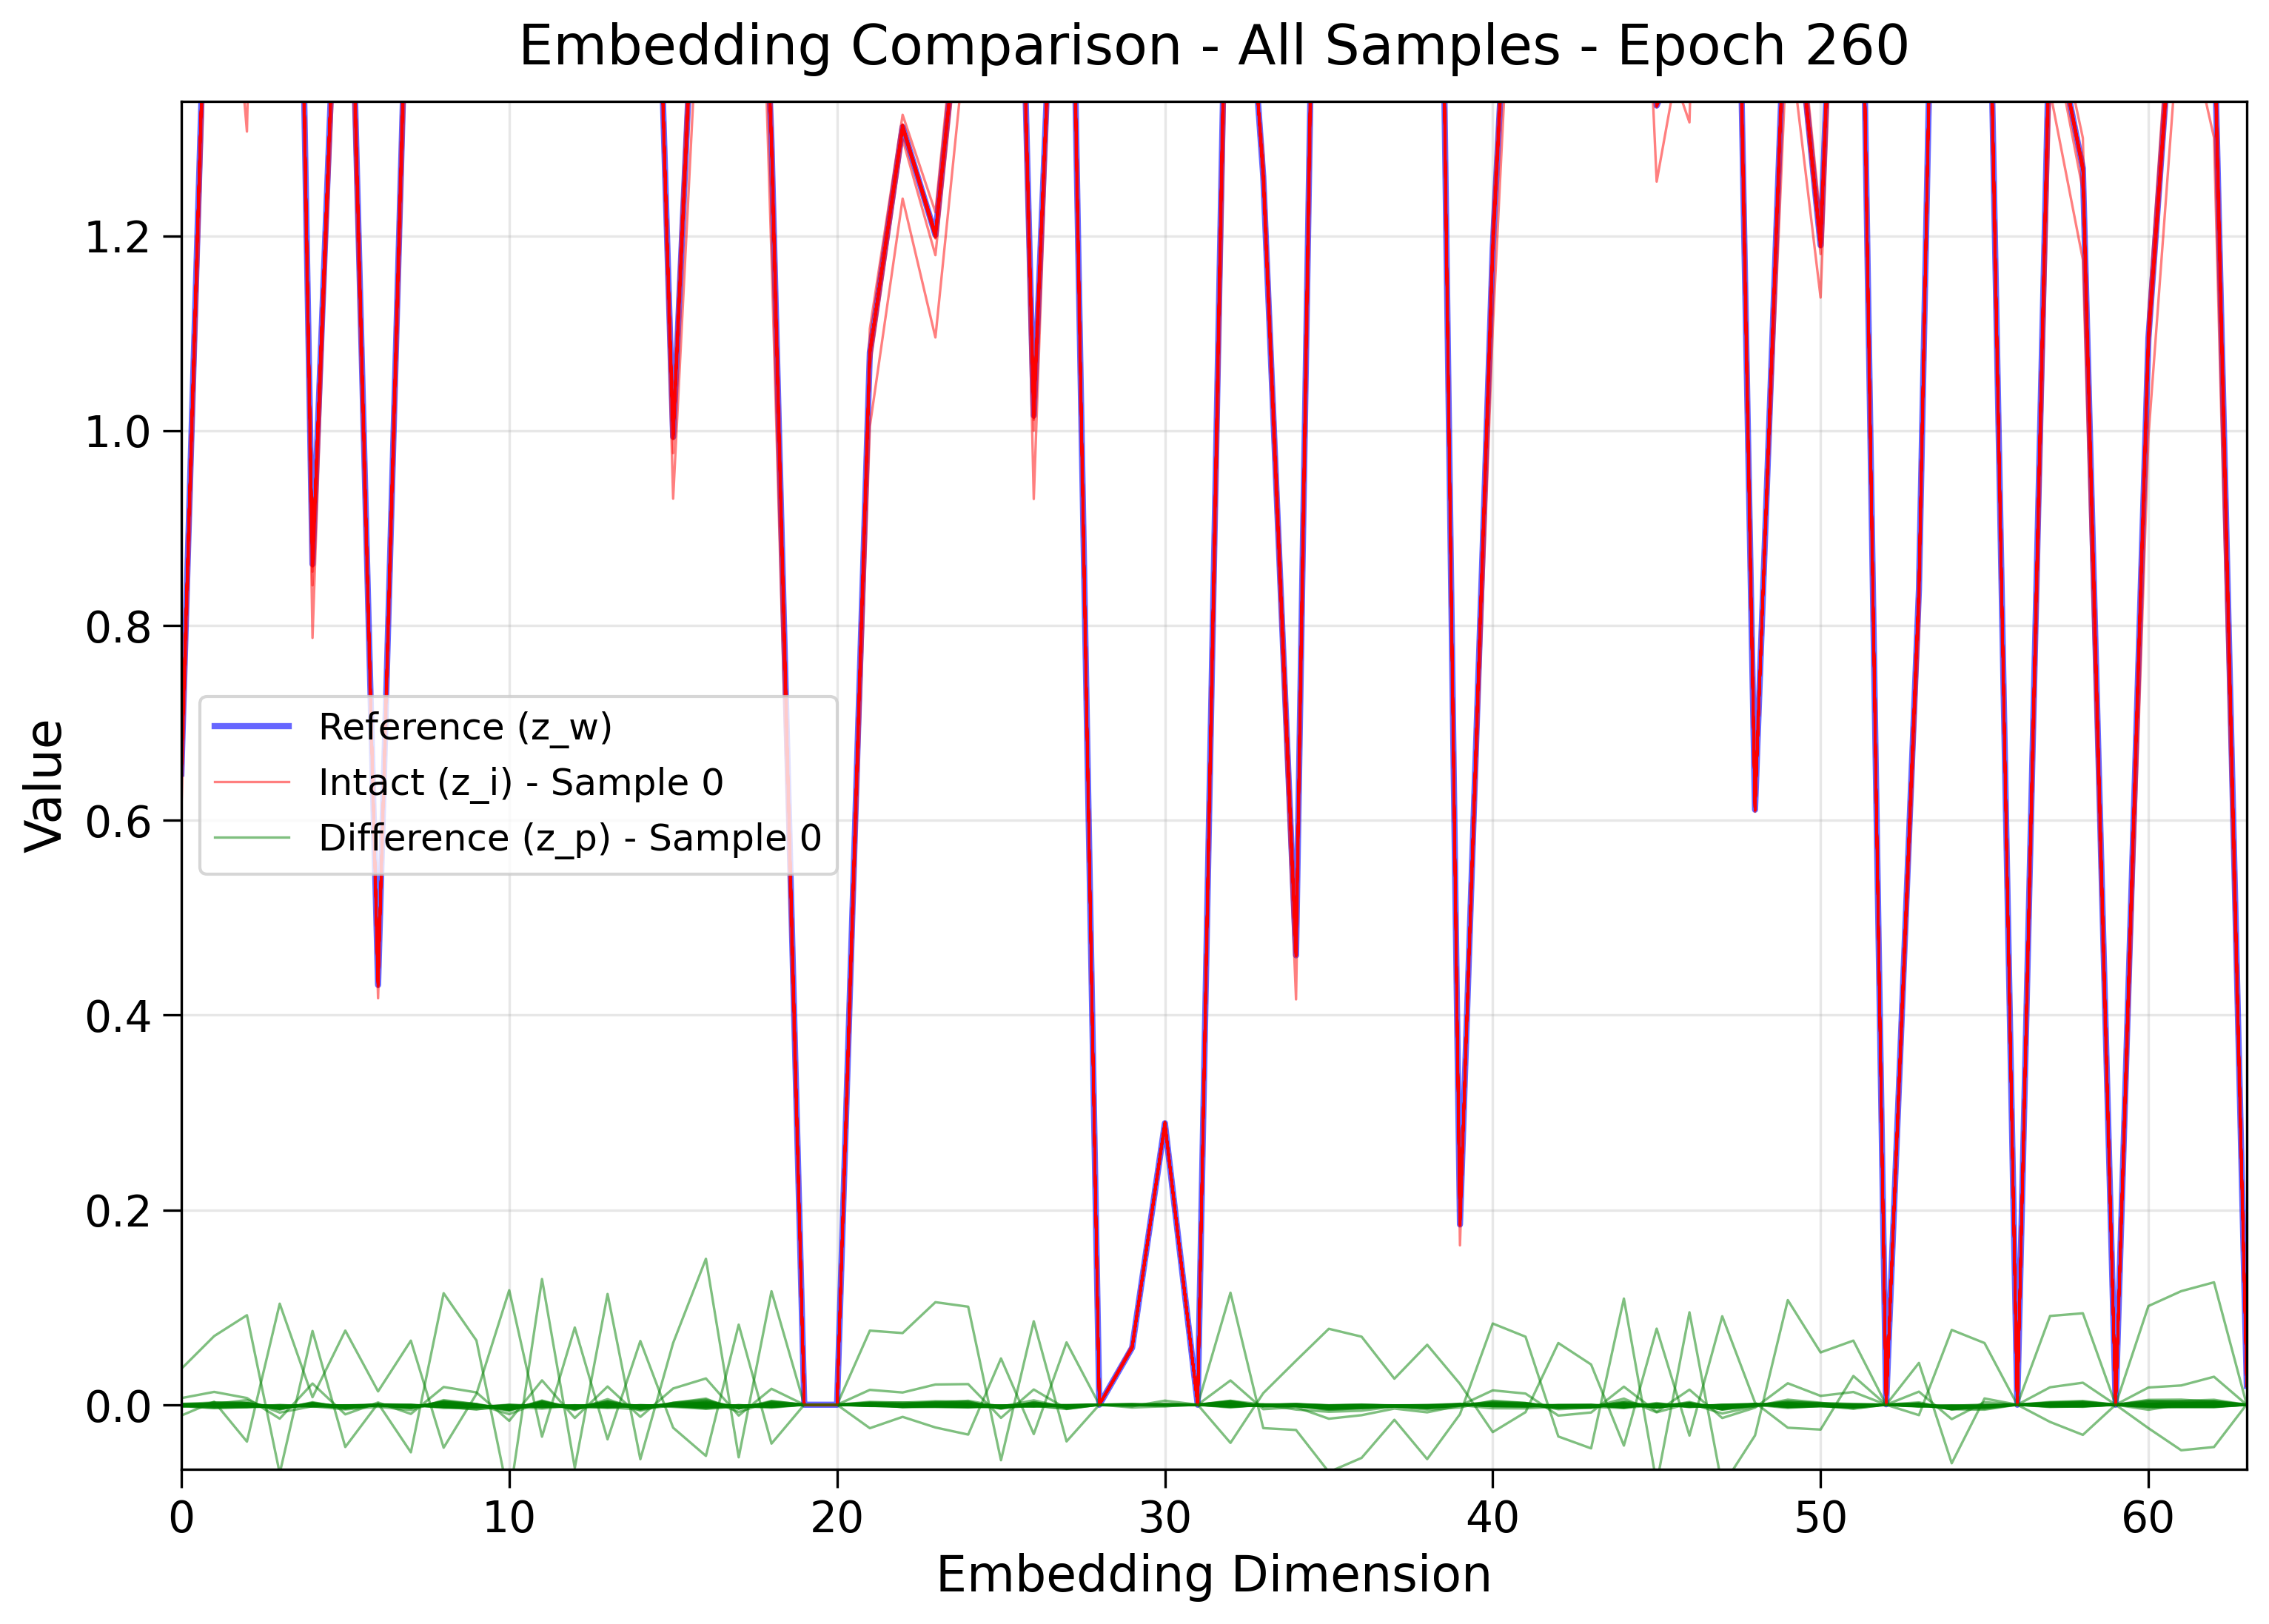 Embedding Comparison - All Samples - Epoch 260
1.2
1.0
0.8
0.6
0.4
0.2
0.0
Value
Reference (z_w)
Intact (z_i) - Sample 0
Difference (z_p) - Sample 0
0 10 20 30 40 50 60
Embedding Dimension